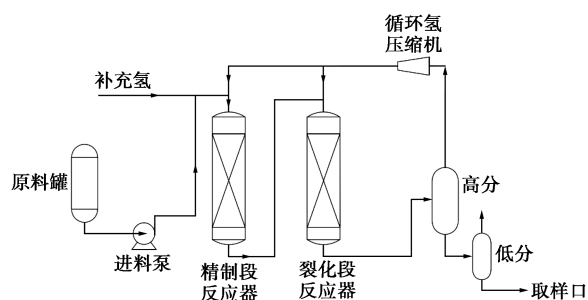 循环氢
压缩机
补充氢
原料罐
高分
低分
进料泵
精制段
反应器
裂化段
反应器
取样口